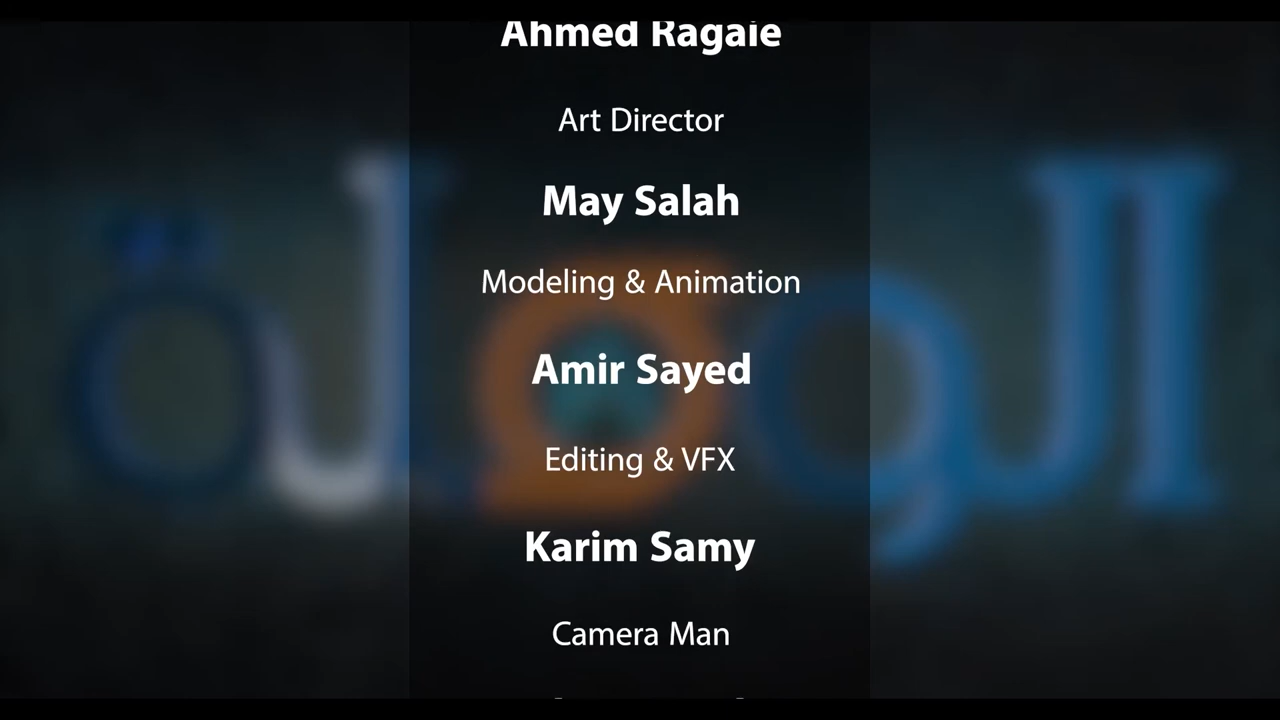 Ahmed Ragaie
Art Director
May Salah
Modeling & Animation
Amir Sayed
Editing & VFX
Karim Samy
Camera Man